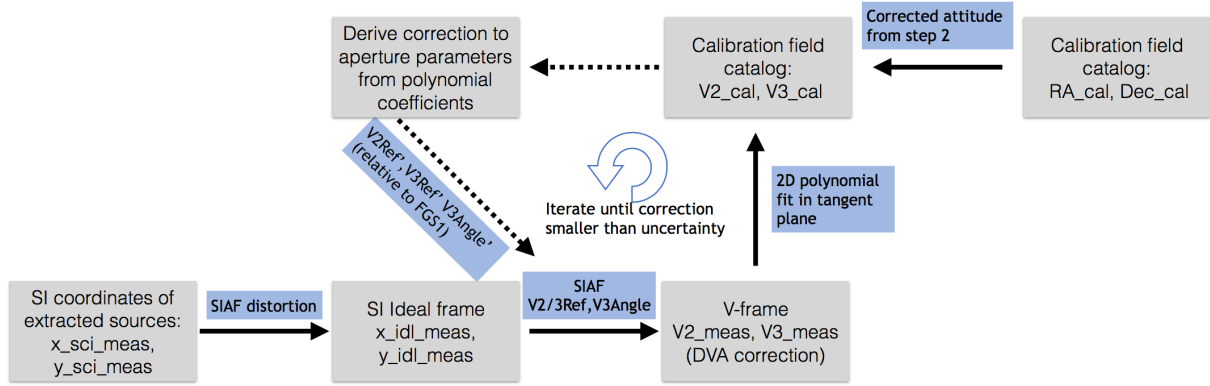 Derive correction to
aperture parameters
from polynomial
coefficients
Calibration field
catalog:
V2_cal, V3_cal
Corrected attitude
from step 2
Calibration field
catalog:
RA_cal, Dec_cal
V2Ref’, V3Ref’ V3Angle’
(relative to FGS1)
Iterate until correction
smaller than uncertainty
2D polynomial
fit in tangent
plane
SI coordinates of
extracted sources:
x_sci_meas,
y_sci_meas
SIAF distortion
SI Ideal frame
x_idl_meas,
y_idl_meas
SIAF
V2/3Ref,V3Angle
V-frame
V2_meas, V3_meas
(DVA correction)